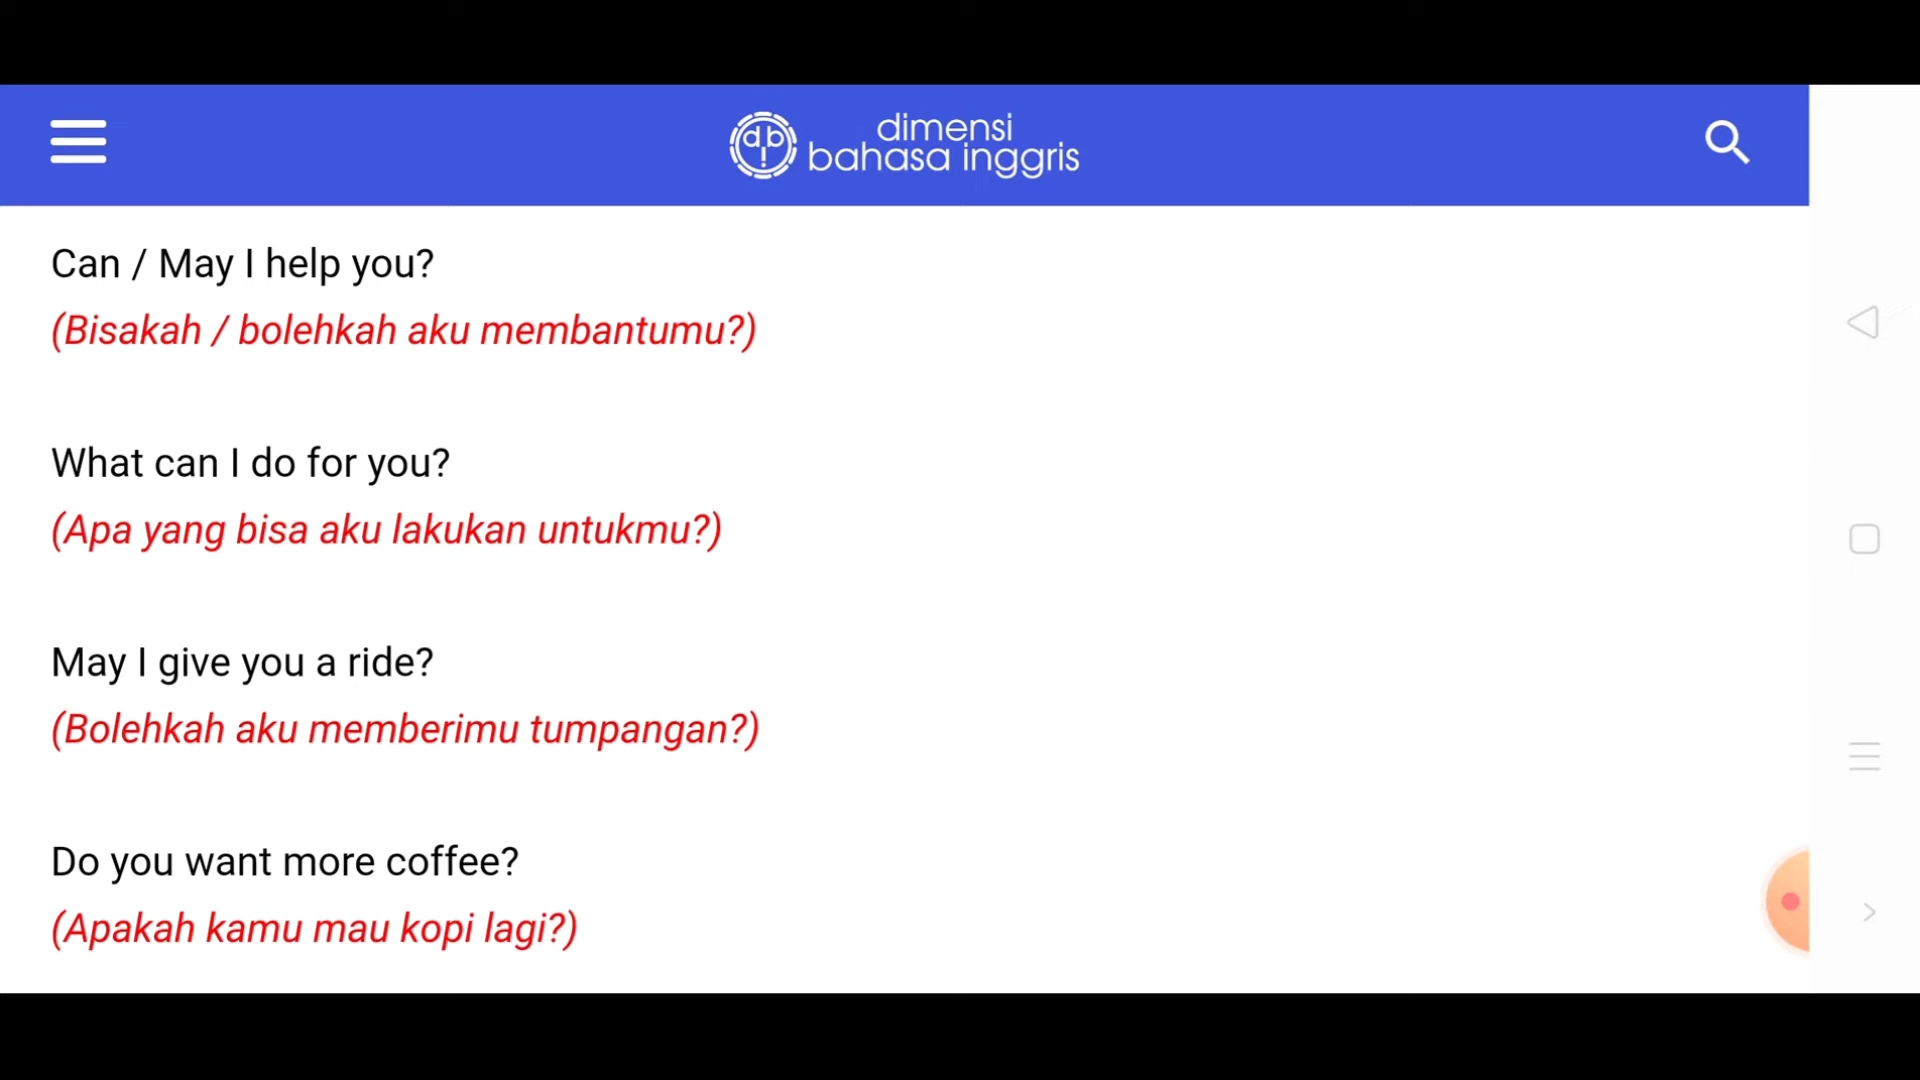 dib!
dimensi
bahasa inggris
Can / May I help you?
(Bisakah / bolehkah aku membantumu?)
What can I do for you?
(Apa yang bisa aku lakukan untukmu?)
May I give you a ride?
(Bolehkah aku memberimu tumpangan?)
Do you want more coffee?
(Apakah kamu mau kopi lagi?)